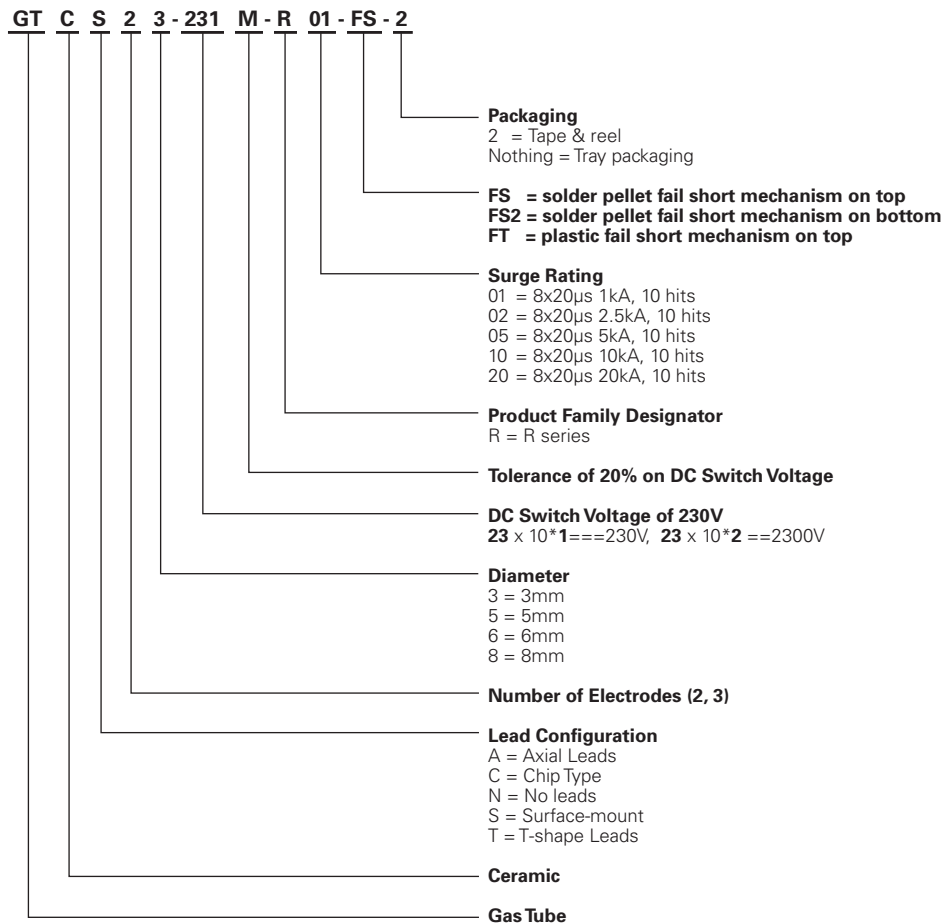 GT C S 2 3 - 231 M - R 01 - FS - 2
Packaging
2 = Tape & reel
Nothing = Tray packaging
FS = solder pellet fail short mechanism on top
FS2 = solder pellet fail short mechanism on bottom
FT = plastic fail short mechanism on top
Surge Rating
01 = 8x20µs 1kA, 10 hits
02 = 8x20µs 2.5kA, 10 hits
05 = 8x20µs 5kA, 10 hits
10 = 8x20µs 10kA, 10 hits
20 = 8x20µs 20kA, 10 hits
Product Family Designator
R = R series
Tolerance of 20% on DC Switch Voltage
DC Switch Voltage of 230V
23 x 10*1===230V, 23 x 10*2 ==2300V
Diameter
3 = 3mm
5 = 5mm
6 = 6mm
8 = 8mm
Number of Electrodes (2, 3)
Lead Configuration
A = Axial Leads
C = Chip Type
N = No leads
S = Surface-mount
T = T-shape Leads
Ceramic
Gas Tube